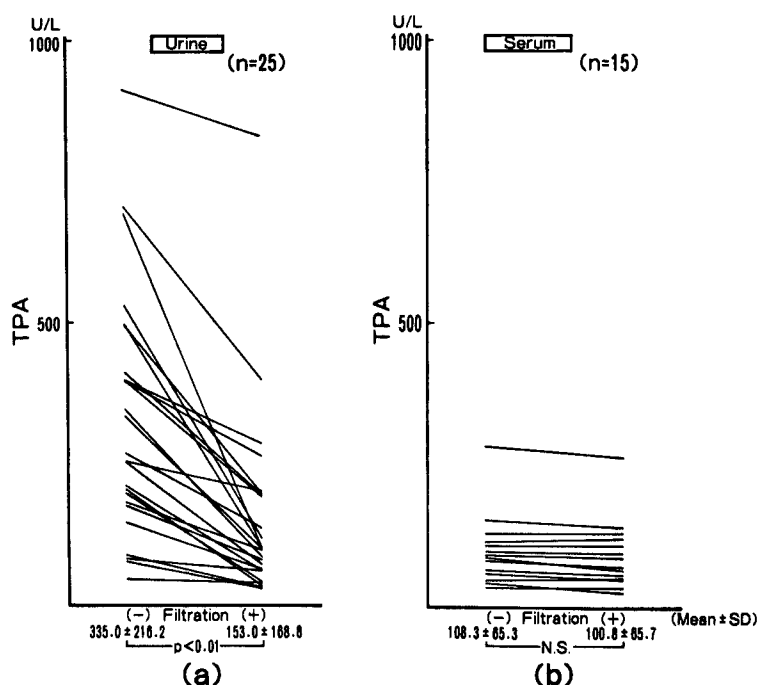 U/L
1000
Urine
(n=25)
TPA
500
(-) Filtration (+)
335.0±216.2 153.0±168.8
p<0.01
(a)
U/L
1000
Serum
(n=15)
TPA
500
(-) Filtration (+) (Mean±SD)
108.3±65.3 100.8±65.7
N.S.
(b)